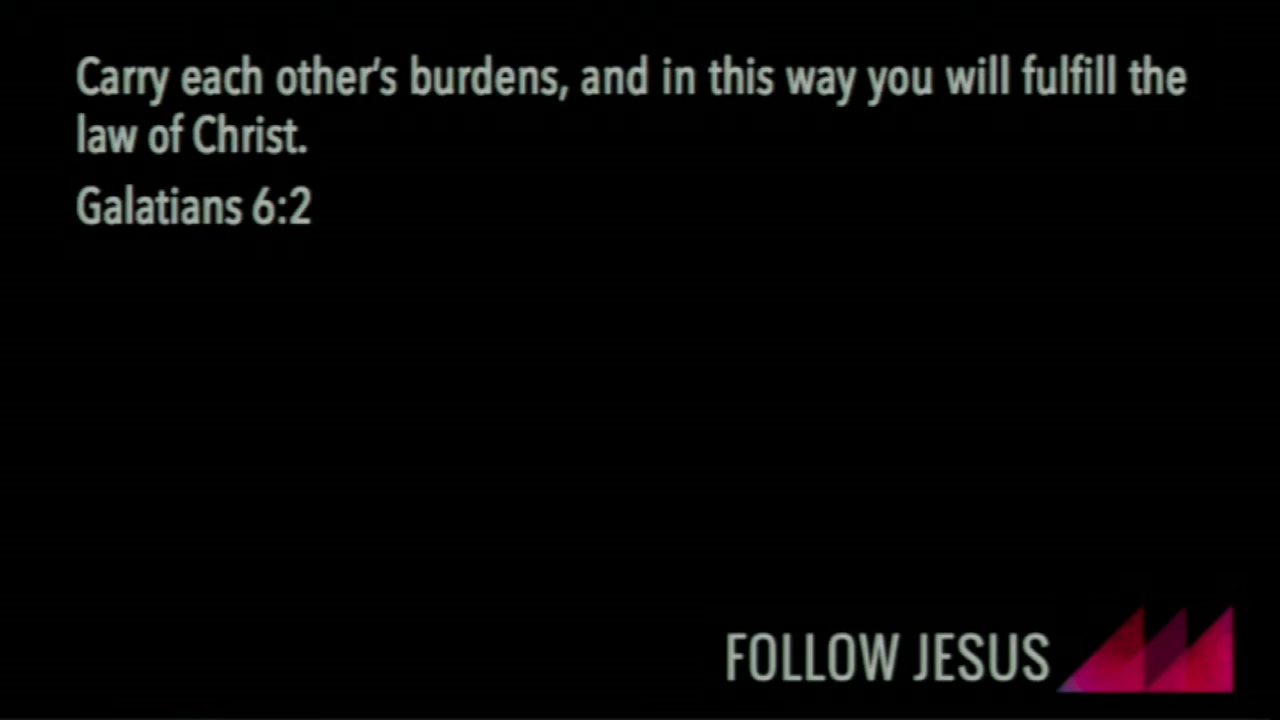 Carry each other’s burdens, and in this way you will fulfill the
law of Christ.
Galatians 6:2
FOLLOW JESUS